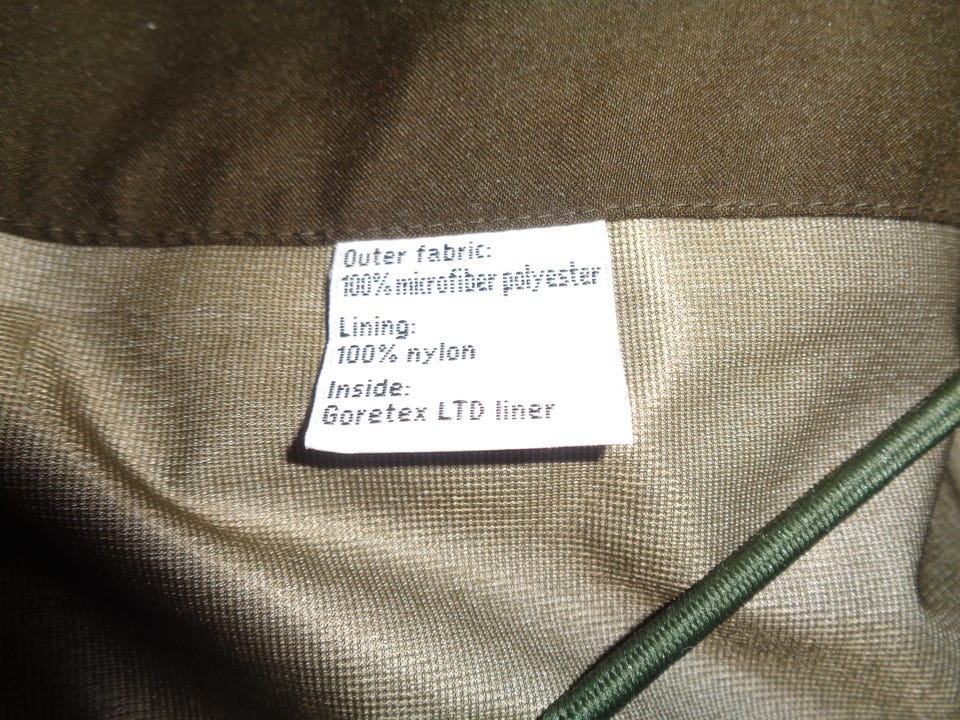 Outer fabric:
100% microfiber polyester
Lining:
100% nylon
Inside:
Goretex LTD liner